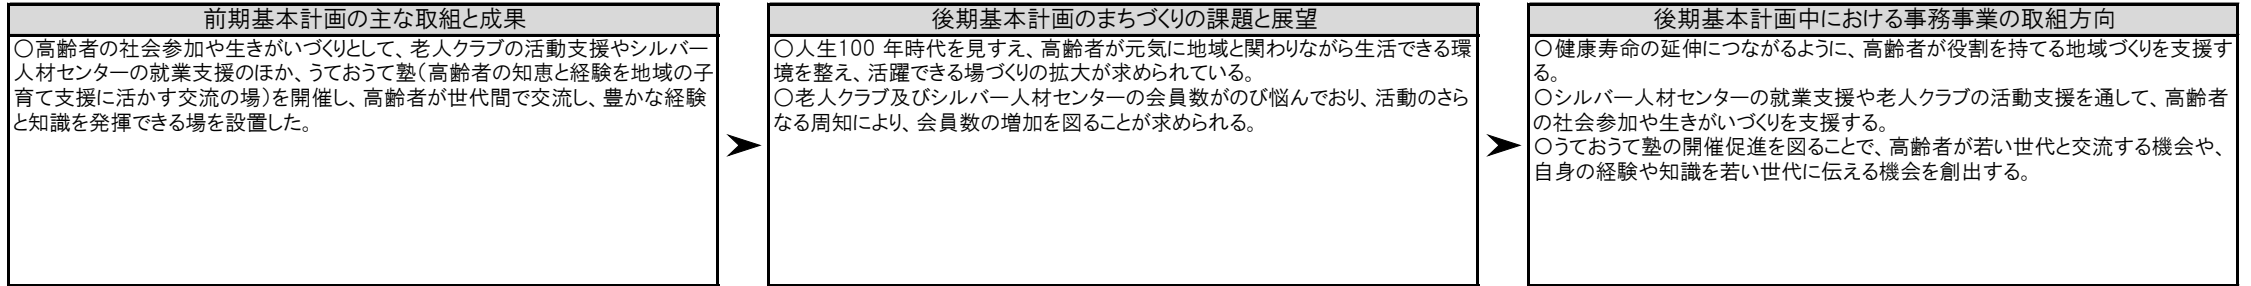 前期基本計画の主な取組と成果
○高齢者の社会参加や生きがいづくりとして、老人クラブの活動支援やシルバー
人材センターの就業支援のほか、うておうて塾（高齢者の知恵と経験を地域の子
育て支援に活かす交流の場）を開催し、高齢者が世代間で交流し、豊かな経験
と知識を発揮できる場を設置した。
後期基本計画のまちづくりの課題と展望
○人生100 年時代を見すえ、高齢者が元気に地域と関わりながら生活できる環
境を整え、活躍できる場づくりの拡大が求められている。
○老人クラブ及びシルバー人材センターの会員数がのび悩んでおり、活動のさら
なる周知により、会員数の増加を図ることが求められる。
後期基本計画中における事務事業の取組方向
○健康寿命の延伸につながるように、高齢者が役割を持てる地域づくりを支援す
る。
○シルバー人材センターの就業支援や老人クラブの活動支援を通して、高齢者
の社会参加や生きがいづくりを支援する。
○うておうて塾の開催促進を図ることで、高齢者が若い世代と交流する機会や、
自身の経験や知識を若い世代に伝える機会を創出する。